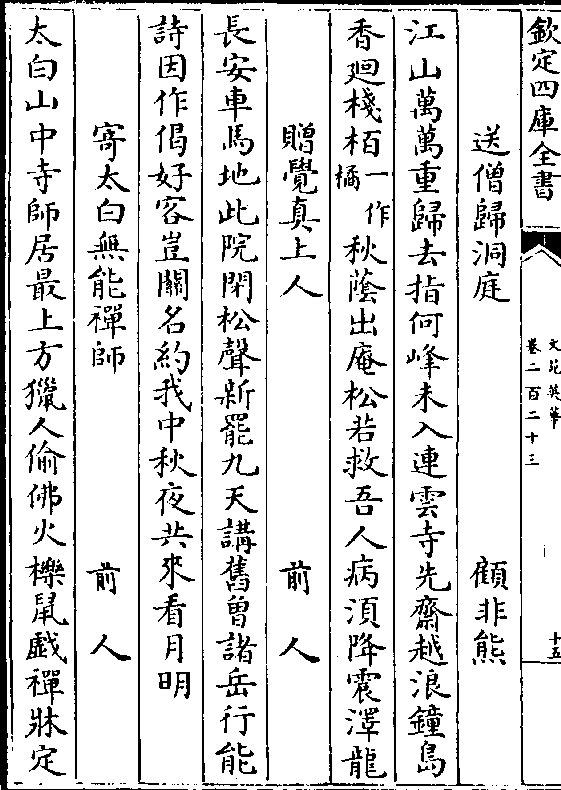 欽定四庫全書
文苑英華
卷二百二十三
十五
送僧歸洞庭 顧非熊
江山萬萬重歸去指何峰未入連雲寺先齋越浪鐘島
香廻棧栢一作橘秋蔭出庵松若救吾人病湏降震澤龍
贈覺真上人 前人
長安車馬地此院閉松聲新罷九天講舊曾諸岳行能
詩因作偈好客豈關名約我中秋夜共來看月明
寄太白無能禪師 前人
太白山中寺師居最上方獵人偷佛火櫟鼠戯禪牀定